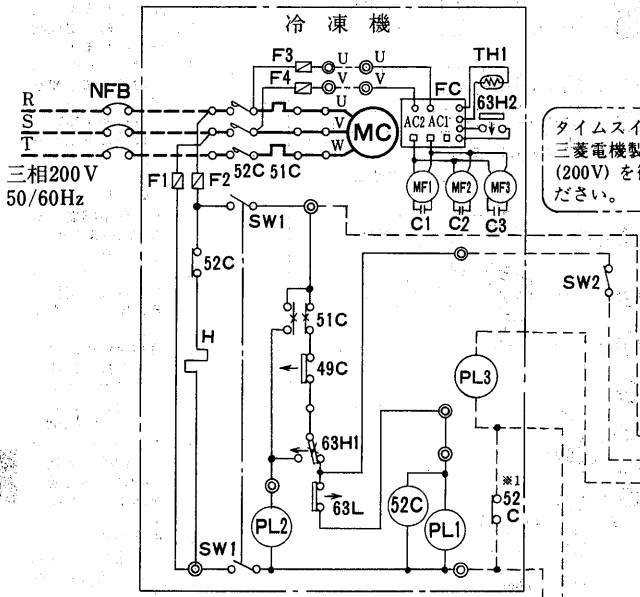 冷凍機
F3 U U
F4 V V
TH1
NFB
FC
63H2
R
S
T
U
V
W
MC
AC2 AC1
三相200V
50/60Hz
F1 F2
52C 51C
SW1
MF1 MF2 MF3
C1 C2 C3
タイムスイ
三菱電機製
(200V) を
ださい。
52C
SW2
51C
H
49C
PL3
63H1
63L
※1
52
C
52C
PL2
PL1
SW1